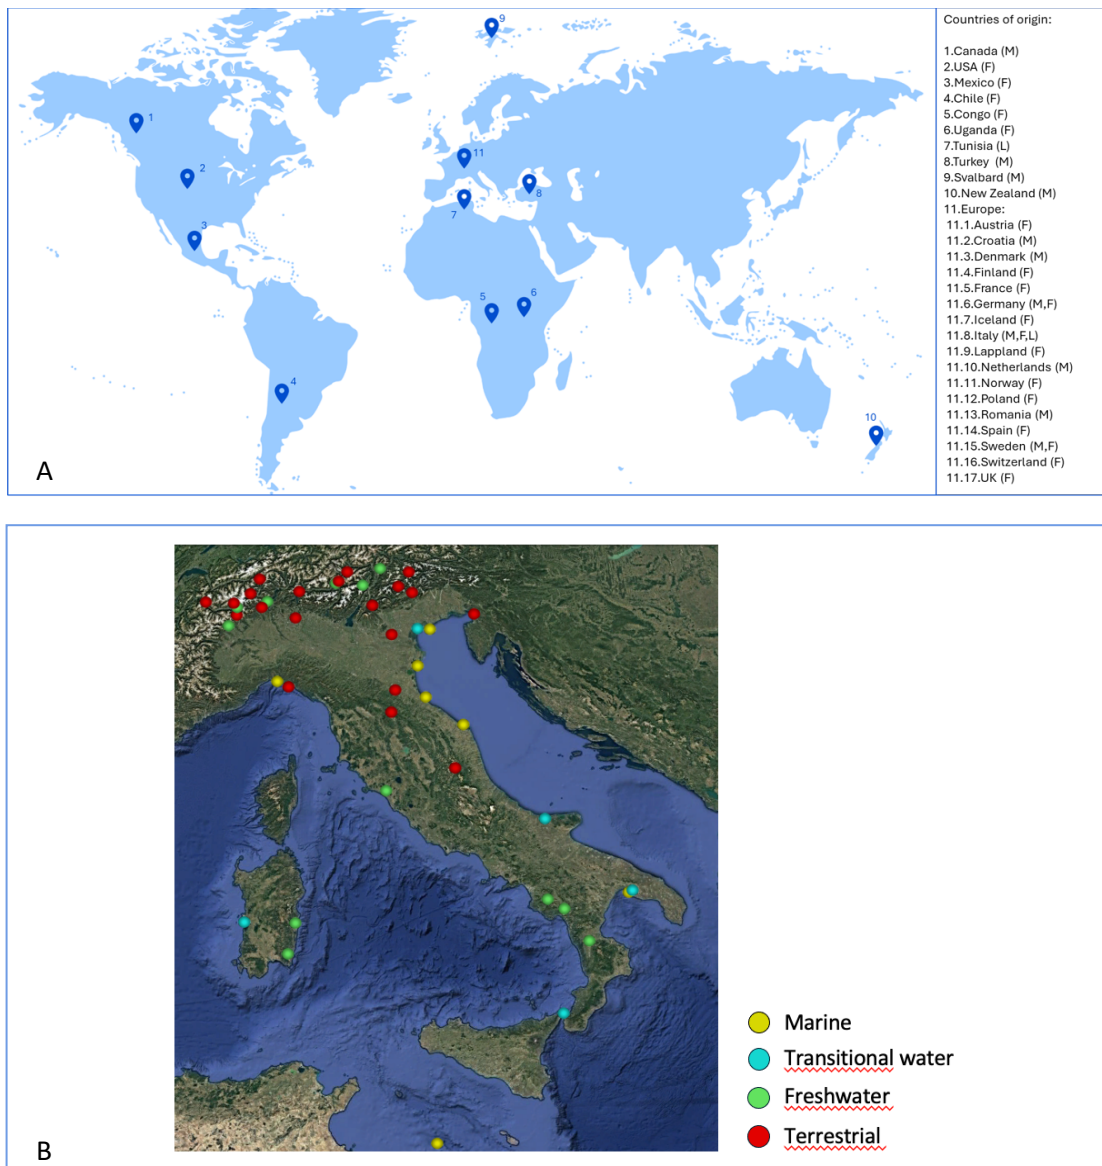 9
1
2
3
11
8
7
5
6
4
10
A
Countries of origin:
1.Canada (M)
2.USA (F)
3.Mexico (F)
4.Chile (F)
5.Congo (F)
6.Uganda (F)
7.Tunisia (L)
8.Turkey (M)
9.Svalbard (M)
10.New Zealand (M)
11.Europe:
11.1.Austria (F)
11.2.Croatia (M)
11.3.Denmark (M)
11.4.Finland (F)
11.5.France (F)
11.6.Germany (M,F)
11.7.Iceland (F)
11.8.Italy (M,F,L)
11.9.Lappland (F)
11.10.Netherlands (M)
11.11.Norway (F)
11.12.Poland (F)
11.13.Romania (M)
11.14.Spain (F)
11.15.Sweden (M,F)
11.16.Switzerland (F)
11.17.UK (F)
Marine
Transitional water
Freshwater
Terrestrial
B